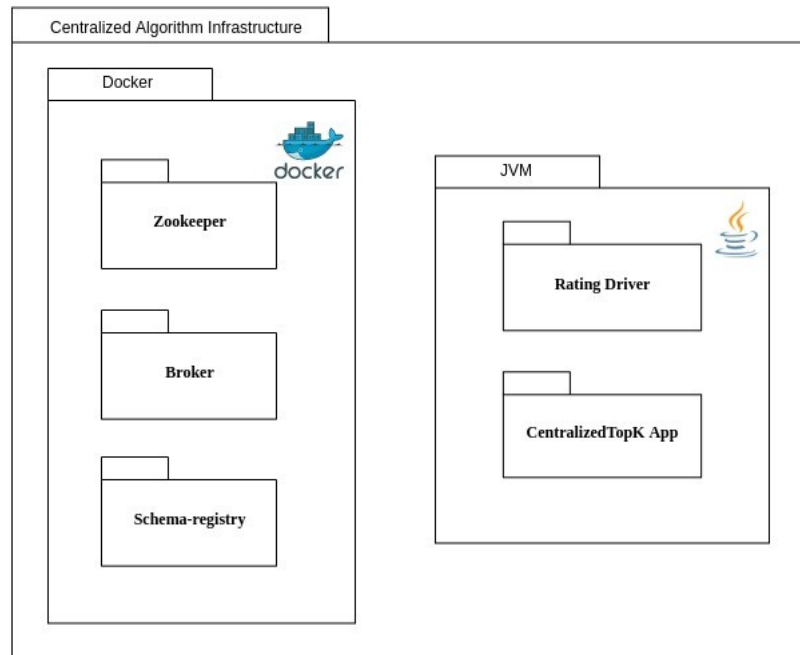 Centralized Algorithm Infrastructure
Docker
docker
Zookeeper
Broker
Schema-registry
JVM
Rating Driver
CentralizedTopK App